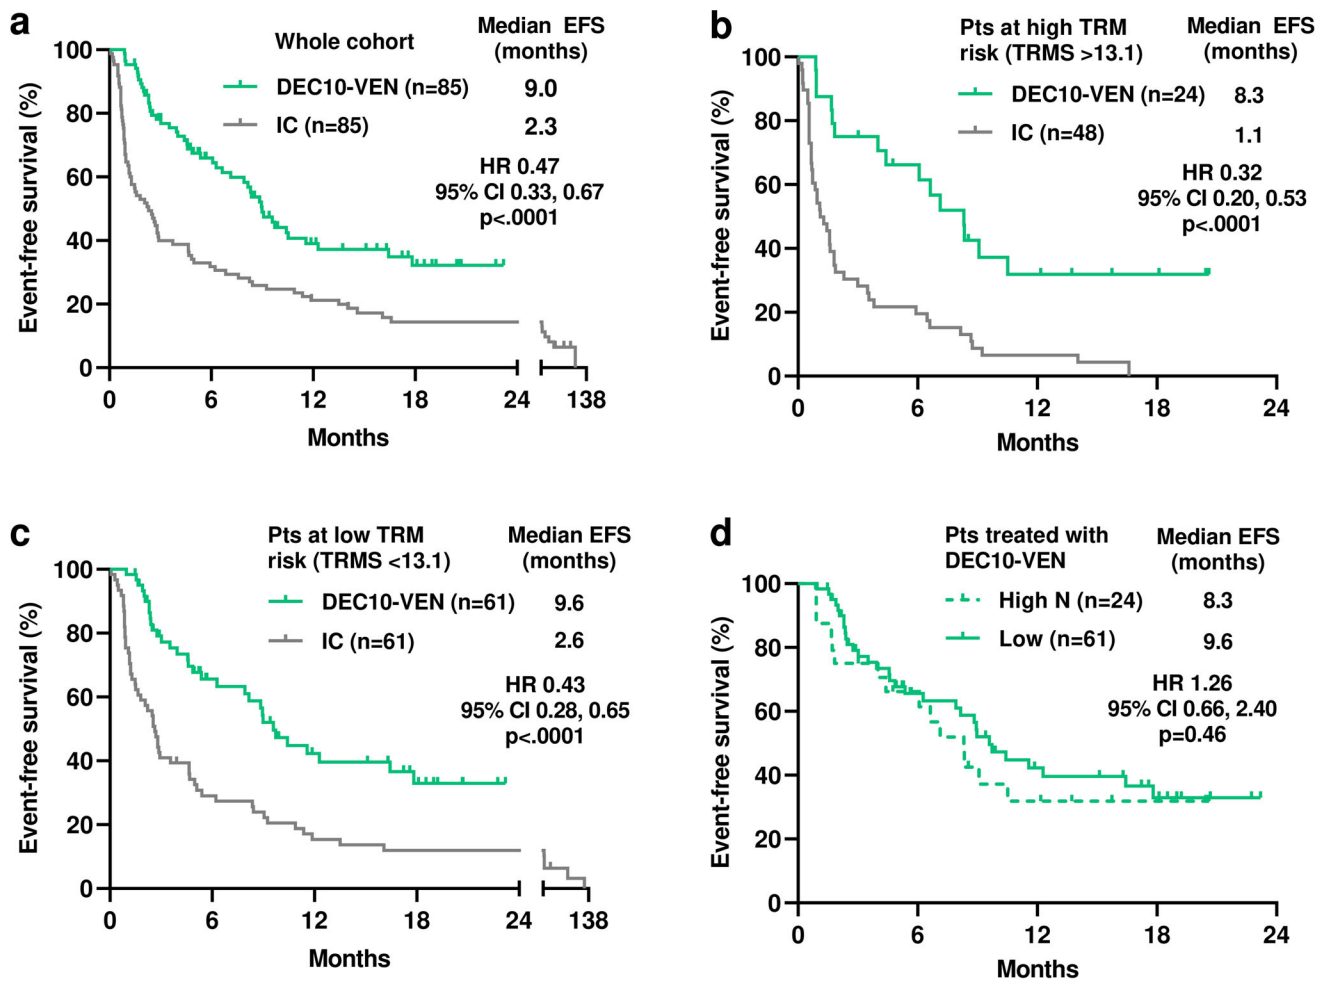 a
Whole cohort
Median EFS
(months)
DEC10-VEN (n=85) 9.0
IC (n=85) 2.3
HR 0.47
95% CI 0.33, 0.67
p<.0001
Event-free survival (%)
100
80
60
40
20
0
0 6 12 18 24 138
Months
b
Pts at high TRM
risk (TRMS >13.1)
Median EFS
(months)
DEC10-VEN (n=24) 8.3
IC (n=48) 1.1
HR 0.32
95% CI 0.20, 0.53
p<.0001
Event-free survival (%)
100
80
60
40
20
0
0 6 12 18 24
Months
c
Pts at low TRM
risk (TRMS <13.1)
Median EFS
(months)
DEC10-VEN (n=61) 9.6
IC (n=61) 2.6
HR 0.43
95% CI 0.28, 0.65
p<.0001
Event-free survival (%)
100
80
60
40
20
0
0 6 12 18 24 138
Months
d
Pts treated with
DEC10-VEN
Median EFS
(months)
High N (n=24) 8.3
Low (n=61) 9.6
HR 1.26
95% CI 0.66, 2.40
p=0.46
Event-free survival (%)
100
80
60
40
20
0
0 6 12 18 24
Months